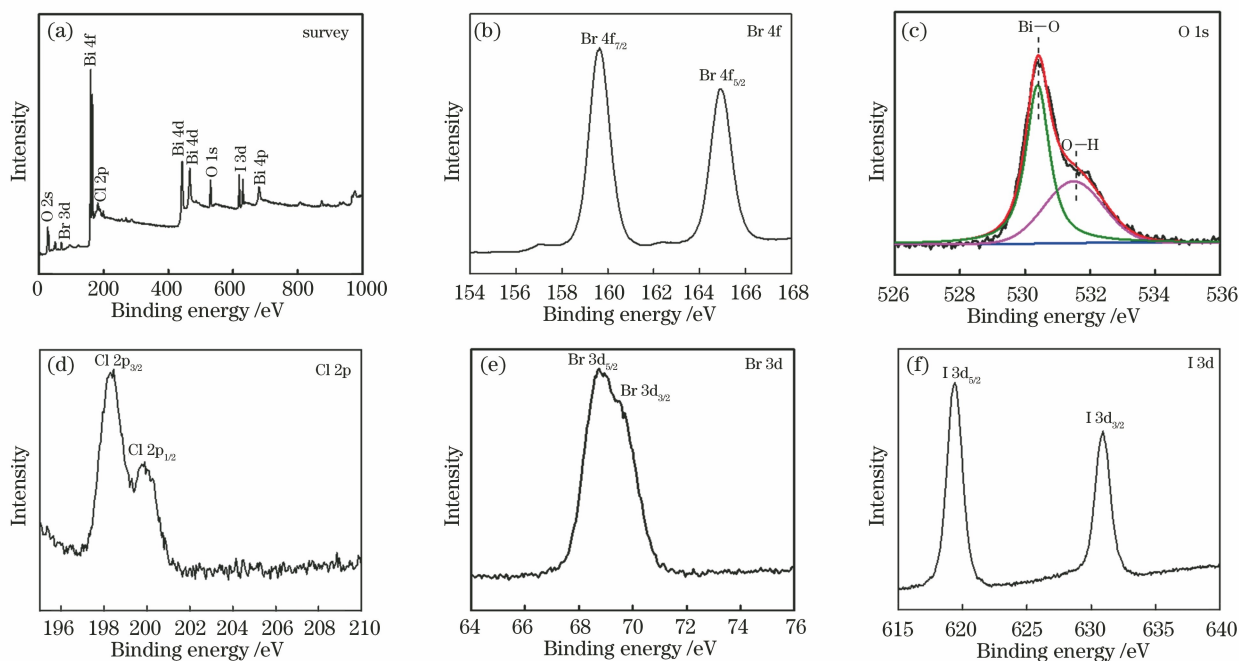 (a)
survey
Bi 4f
Cl 2p
O 2s
Br 3d
Bi 4d
Bi 4d
O 1s
I 3d
Bi 4p
Intensity
0
200
400
600
800
1000
Binding energy /eV
(b)
Br 4f
Br 4f7/2
Br 4f5/2
Intensity
154
156
158
160
162
164
166
168
Binding energy /eV
(c)
O 1s
Bi—O
O—H
Intensity
526
528
530
532
534
536
Binding energy /eV
(d)
Cl 2p
Cl 2p3/2
Cl 2p1/2
Intensity
196
198
200
202
204
206
208
210
Binding energy /eV
(e)
Br 3d
Br 3d5/2
Br 3d3/2
Intensity
64
66
68
70
72
74
76
Binding energy /eV
(f)
I 3d
I 3d5/2
I 3d3/2
Intensity
615
620
625
630
635
640
Binding energy /eV